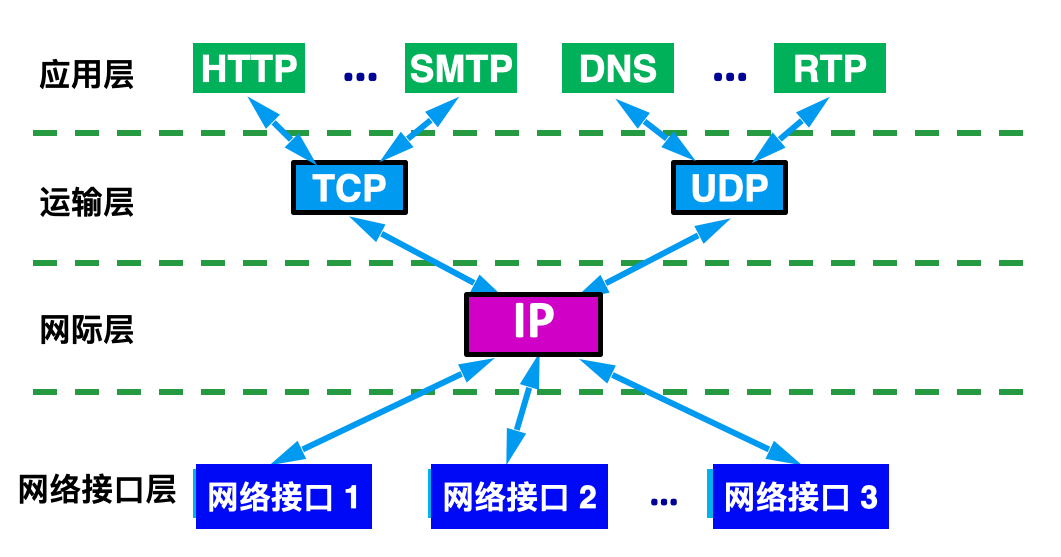 应用层 HTTP ... SMTP DNS ... RTP
运输层 TCP UDP
网际层 IP
网络接口层 网络接口 1 网络接口 2 ... 网络接口 3